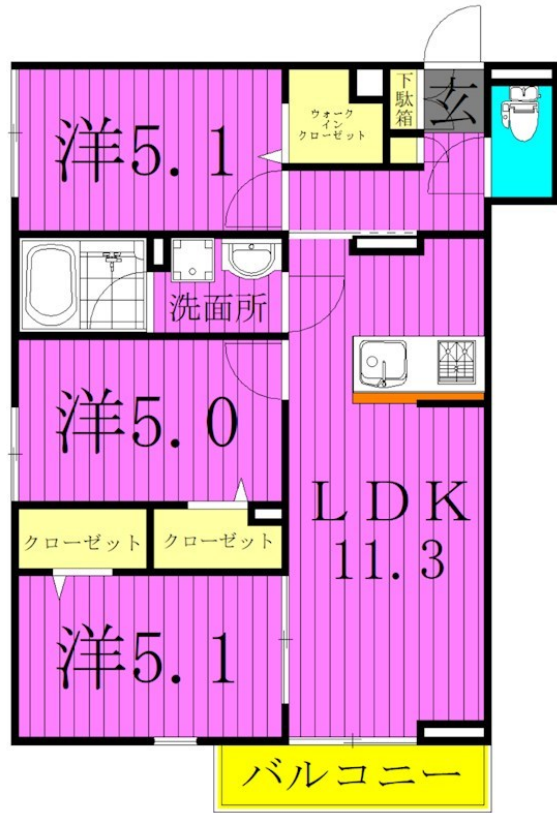 洋5.1
ウォーク
イン
クローゼット
下駄箱
玄
洗面所
洋5.0
LDK
11.3
クローゼット
クローゼット
洋5.1
バルコニー